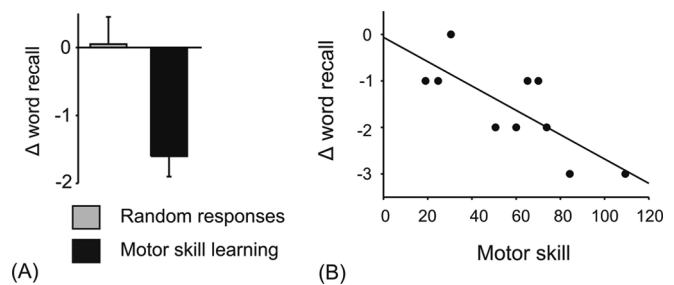 Δ word recall
0
-1
-2
Random responses
Motor skill learning
(A)
Δ word recall
0
-1
-2
-3
0 20 40 60 80 100 120
Motor skill
(B)